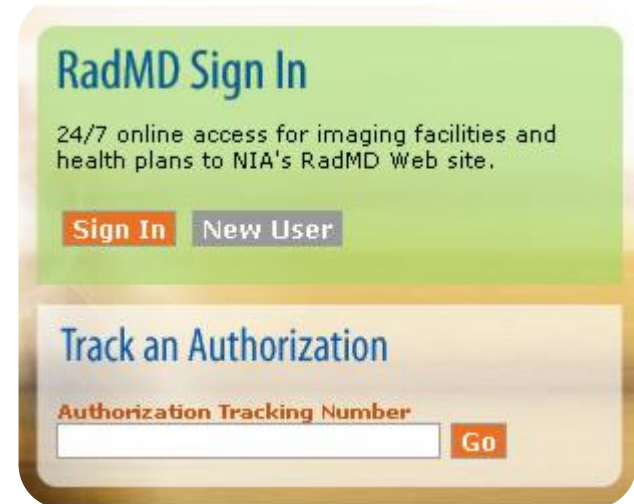 RadMD Sign In
24/7 online access for imaging facilities and
health plans to NIA's RadMD Web site.
Sign In New User
Track an Authorization
Authorization Tracking Number
Go